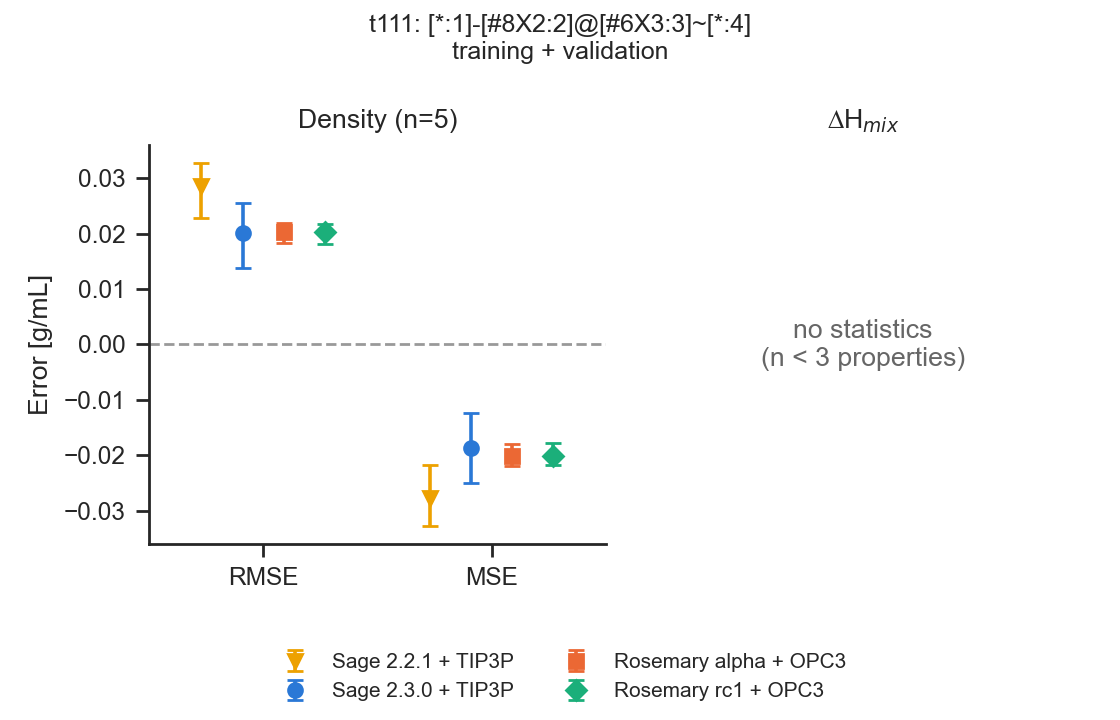 t111: [*:1]-[#8X2:2]@[#6X3:3]~[*:4]
training + validation
Density (n=5)
ΔHmix
Error [g/mL]
0.03
0.02
0.01
0.00
−0.01
−0.02
−0.03
RMSE
MSE
no statistics
(n < 3 properties)
Sage 2.2.1 + TIP3P
Sage 2.3.0 + TIP3P
Rosemary alpha + OPC3
Rosemary rc1 + OPC3